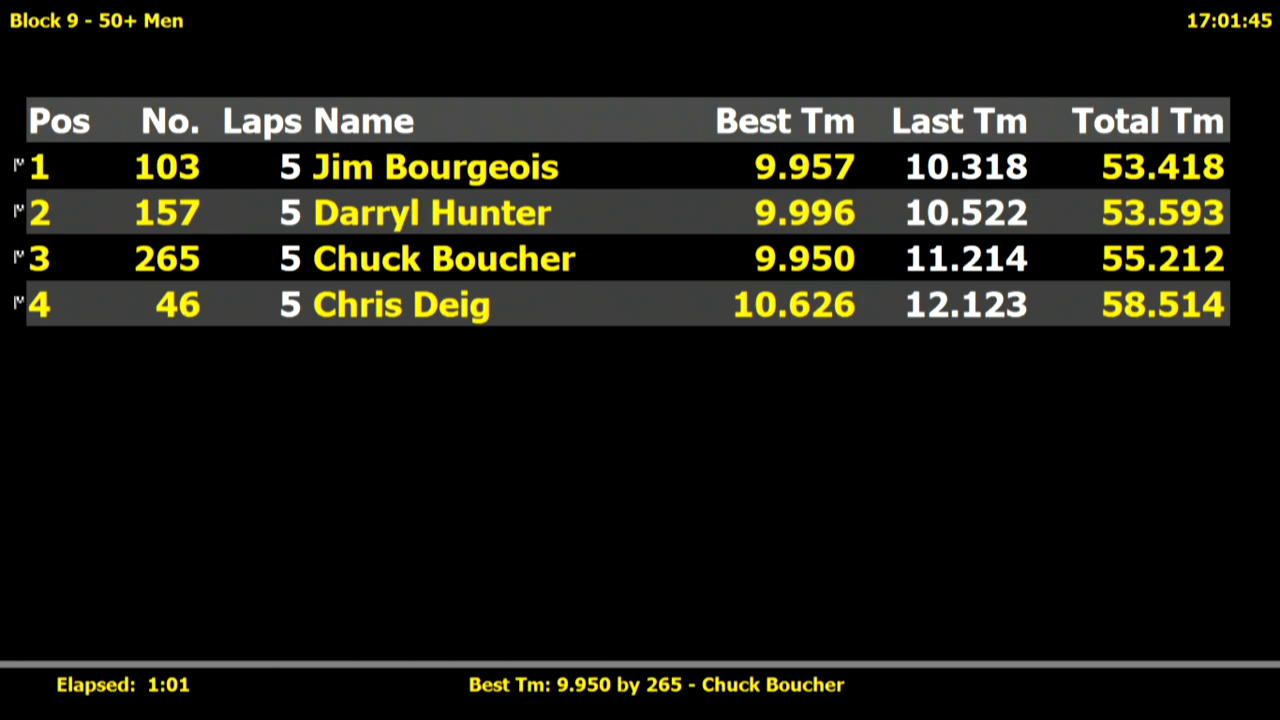 Block 9 - 50+ Men 17:01:45
Pos No. Laps Name Best Tm Last Tm Total Tm
1 103 5 Jim Bourgeois 9.957 10.318 53.418
2 157 5 Darryl Hunter 9.996 10.522 53.593
3 265 5 Chuck Boucher 9.950 11.214 55.212
4 46 5 Chris Deig 10.626 12.123 58.514
Elapsed: 1:01 Best Tm: 9.950 by 265 - Chuck Boucher